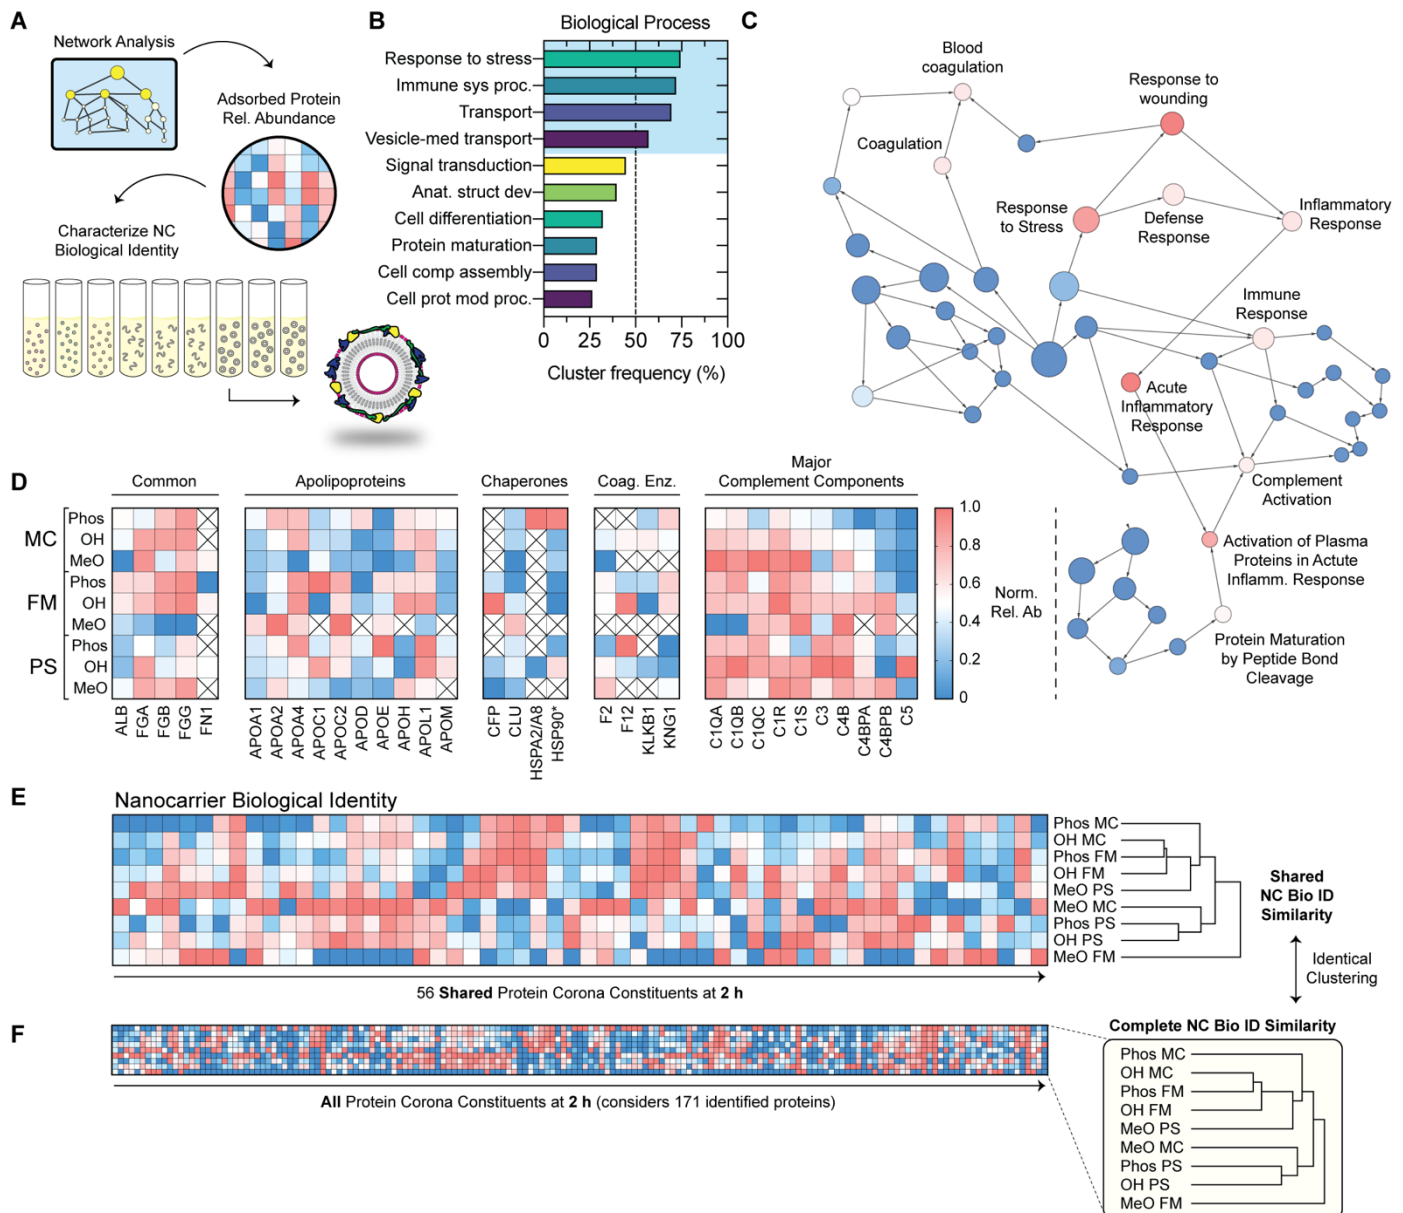 A
Network Analysis
Adsorbed Protein
Rel. Abundance
Characterize NC
Biological Identity
B
Biological Process
Response to stress
Immune sys proc.
Transport
Vesicle-med transport
Signal transduction
Anat. struct dev
Cell differentiation
Protein maturation
Cell comp assembly
Cell prot mod proc.
0 25 50 75 100
Cluster frequency (%)
C
Blood
coagulation
Response to
wounding
Coagulation
Response
to Stress
Defense
Response
Inflammatory
Response
Immune
Response
Acute
Inflammatory
Response
Complement
Activation
Activation of Plasma
Proteins in Actute
Inflamm. Response
Protein Maturation
by Peptide Bond
Cleavage
D
Common
Apolipoproteins
Chaperones
Coag. Enz.
Major
Complement Components
MC
Phos
OH
MeO
FM
Phos
OH
MeO
PS
Phos
OH
MeO
ALB
FGA
FGB
FGG
FN1
APOA1
APOA2
APOA4
APOC1
APOC2
APOD
APOE
APOH
APOL1
APOM
CFP
CLU
HSPA2/A8
HSP90*
F2
F12
KLKB1
KNG1
C1QA
C1QB
C1QC
C1R
C1S
C3
C4B
C4BPA
C4BPB
C5
1.0
0.8
0.6
0.4
0.2
0
Norm.
Rel. Ab
E
Nanocarrier Biological Identity
Phos MC
OH MC
Phos FM
OH FM
MeO PS
MeO MC
Phos PS
OH PS
MeO FM
56 Shared Protein Corona Constituents at 2 h
Shared
NC Bio ID
Similarity
Identical
Clustering
F
All Protein Corona Constituents at 2 h (considers 171 identified proteins)
Complete NC Bio ID Similarity
Phos MC
OH MC
Phos FM
OH FM
MeO PS
MeO MC
Phos PS
OH PS
MeO FM